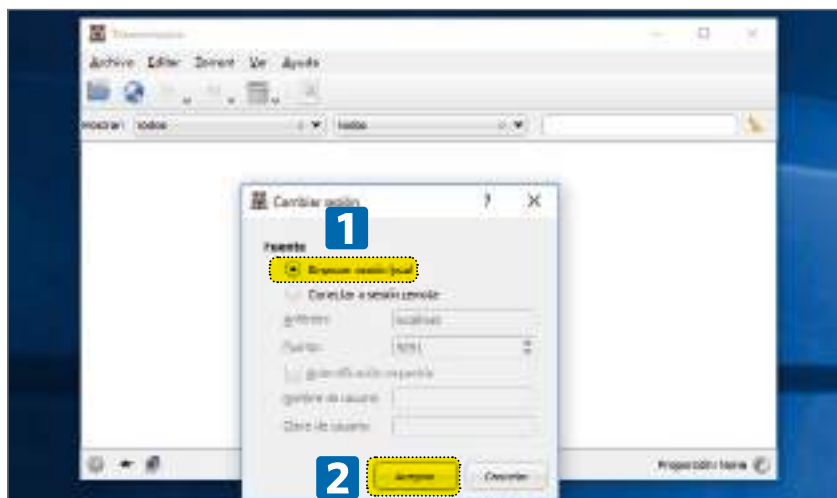 Transmission
Archivo Editar Torrent Ver Ayuda
Mostrar: todos todos
Cambiar sesión ? X
1
Fuente
Empezar sesión local
Conectar a sesión remota
Anfitrión: localhost
Puerto: 9091
Autentificación requerida
Nombre de usuario:
Clave de usuario:
2
Aceptar Cancelar
Proporción: None